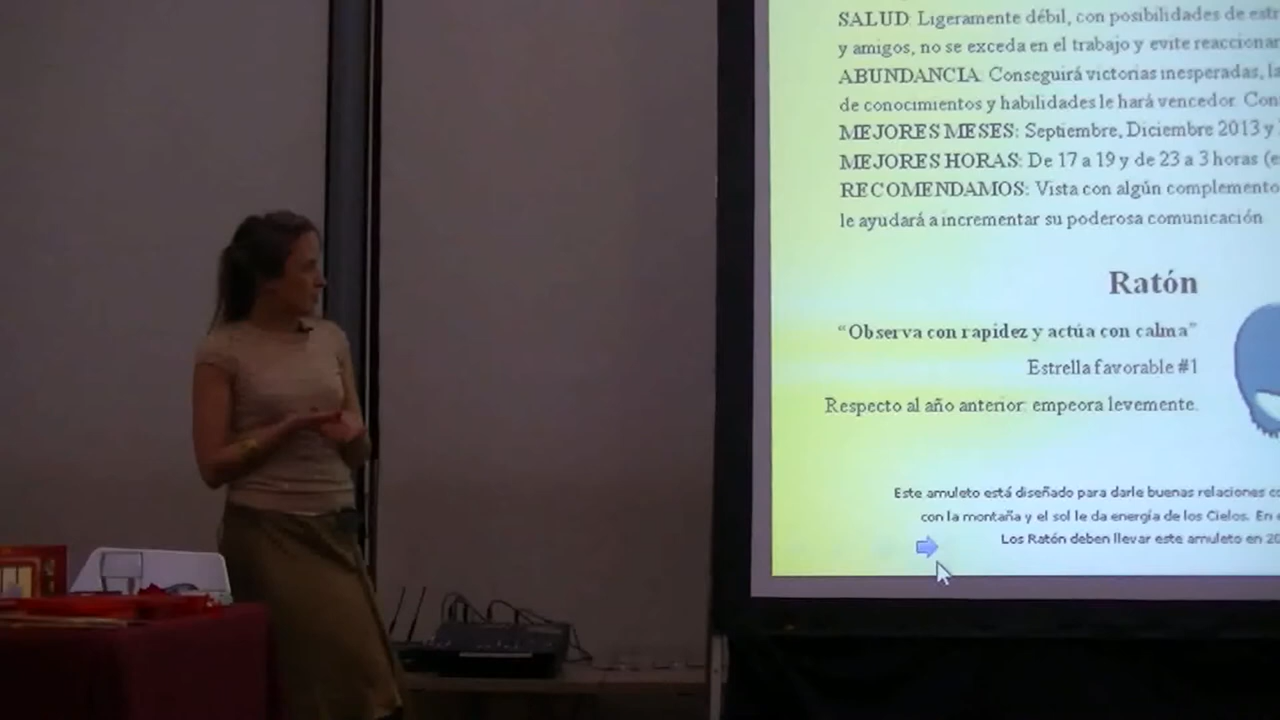 SALUD: Ligeramente débil, con posibilidades de
y amigos, no se exceda en el trabajo y evite
ABUNDANCIA: Conseguirá victorias inesperadas,
de conocimientos y habilidades le hará vencedor.
MEJORES MESES: Septiembre, Diciembre 2013 y
MEJORES HORAS: De 17 a 19 y de 23 a 3 horas
RECOMENDAMOS: Vista con algún complemento
le ayudará a incrementar su poderosa comunicación
Ratón
“Observa con rapidez y actúa con calma”
Estrella favorable #1
Respecto al año anterior: empeora levemente.
Este amuleto está diseñado para darle buenas relaciones
con la montaña y el sol le da energía de los Cielos. En
Los Ratón deben llevar este amuleto en